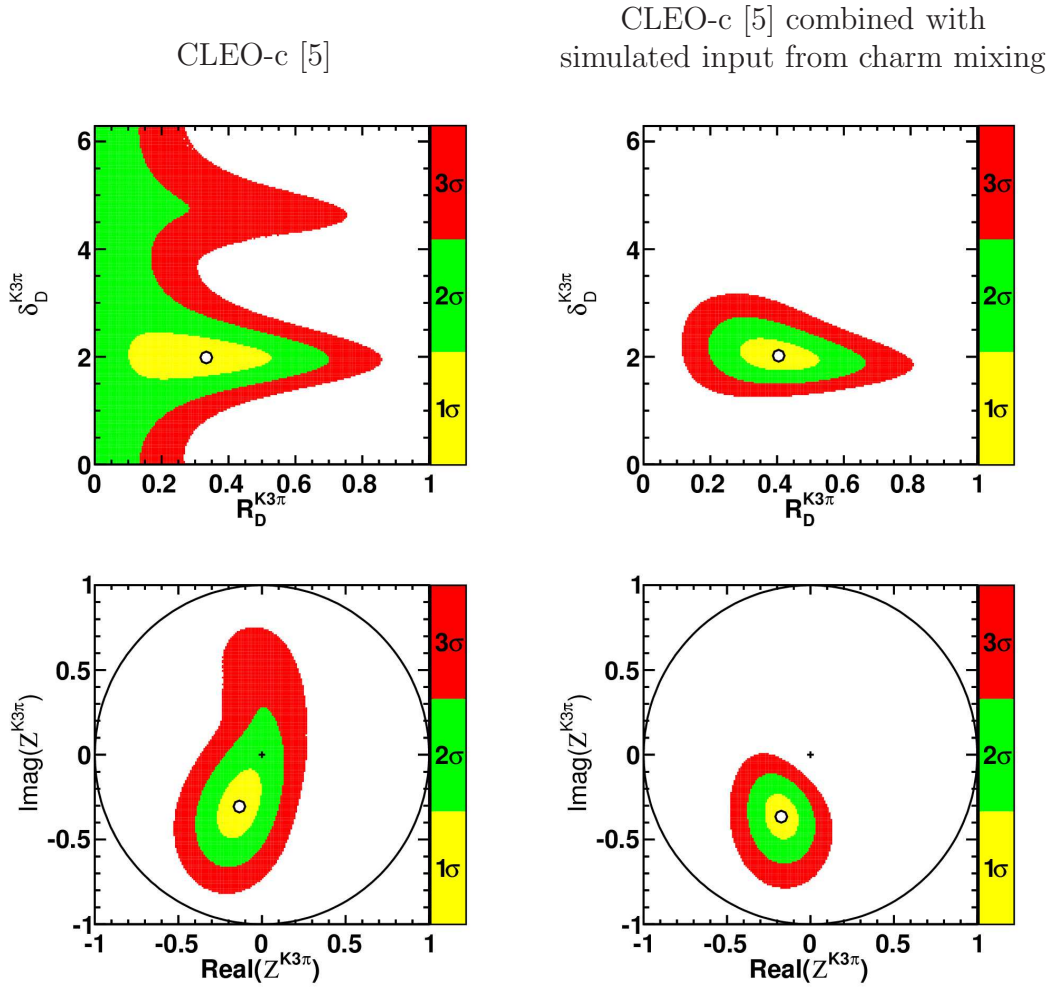 CLEO-c [5]
CLEO-c [5] combined with
simulated input from charm mixing
δ_D^{K3π}
6
4
2
0
0 0.2 0.4 0.6 0.8 1
R_D^{K3π}
3σ
2σ
1σ
δ_D^{K3π}
6
4
2
0
0 0.2 0.4 0.6 0.8 1
R_D^{K3π}
3σ
2σ
1σ
Imag(Z^{K3π})
1
0.5
0
-0.5
-1
-1 -0.5 0 0.5 1
Real(Z^{K3π})
3σ
2σ
1σ
Imag(Z^{K3π})
1
0.5
0
-0.5
-1
-1 -0.5 0 0.5 1
Real(Z^{K3π})
3σ
2σ
1σ